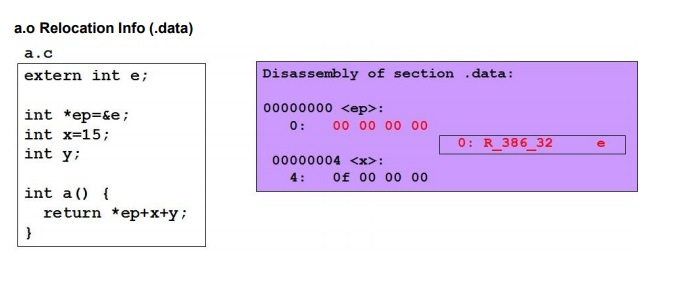 a.o Relocation Info (.data)
a.c
extern int e;
int *ep=&e;
int x=15;
int y;
int a() {
return *ep+x+y;
}
Disassembly of section .data:
00000000 <ep>:
0: 00 00 00 00
0: R_386_32 e
00000004 <x>:
4: 0f 00 00 00